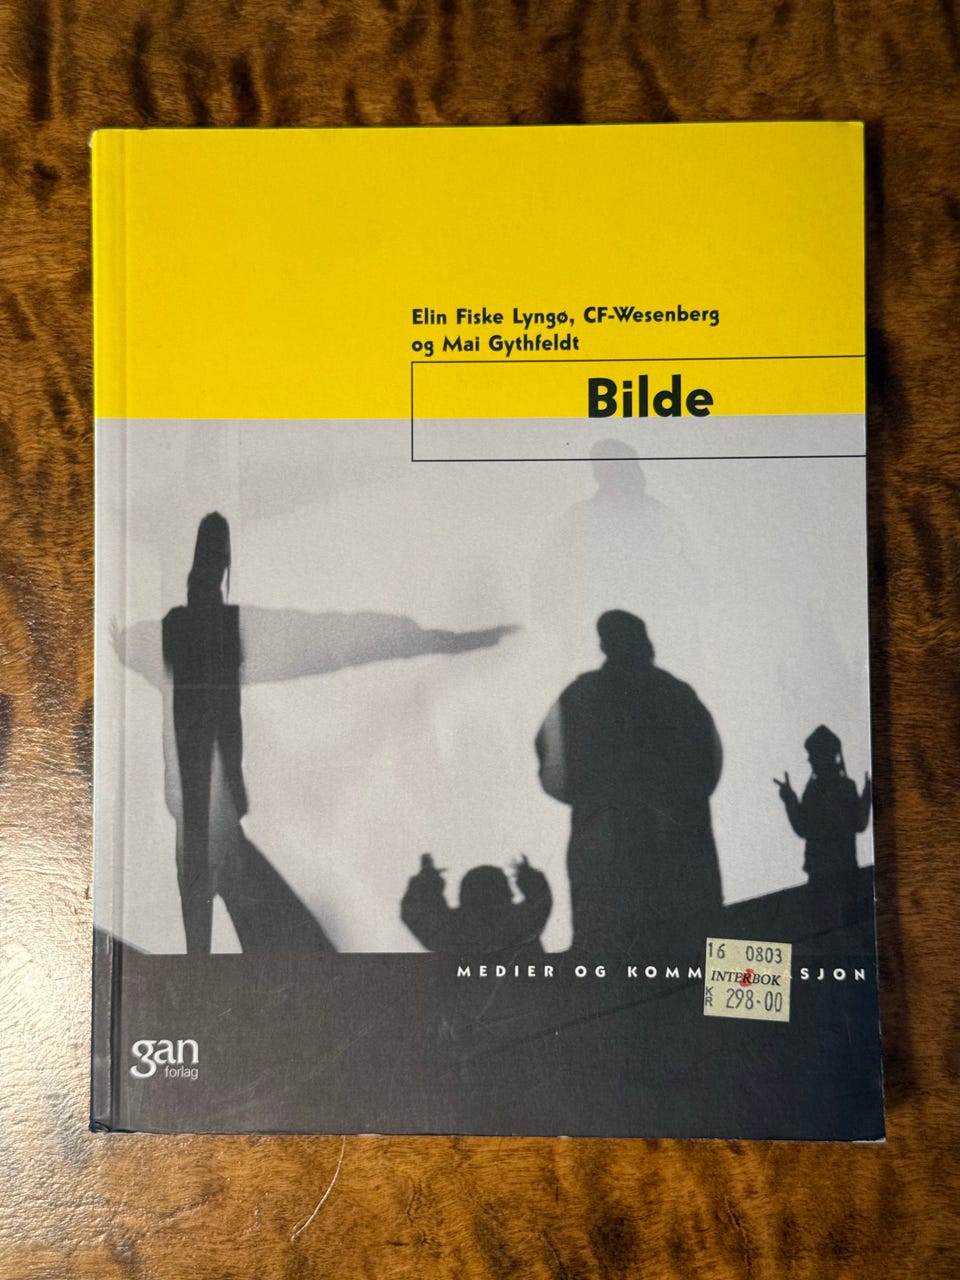 Elin Fiske Lyngø, CF-Wesenberg
og Mai Gythfeldt
Bilde
MEDIER OG KOMM ASJON
16 0803
INTERBOK
KR 298·00
gan
forlag